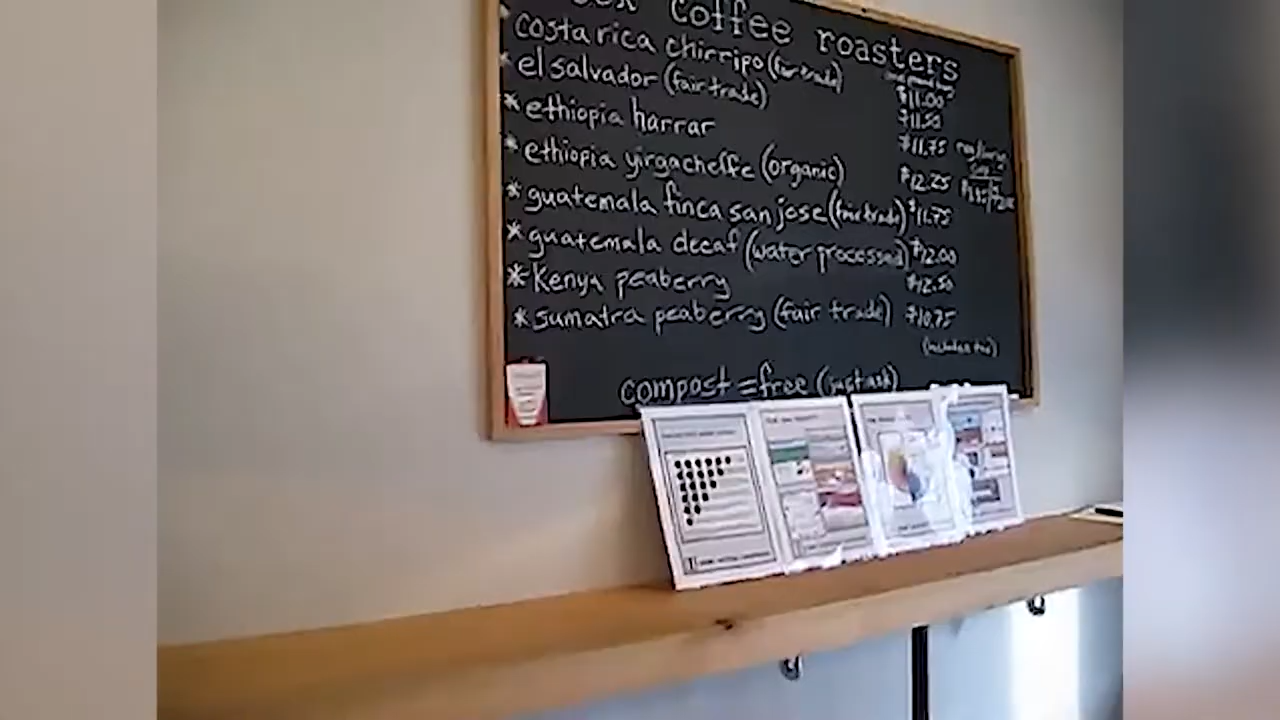 coffee roasters
costa rica chirripo (fair trade) $11.00
* el salvador (fair trade) $11.50
* ethiopia harrar $11.75
* ethiopia yirgacheffe (organic) $12.25
* guatemala finca san jose (fair trade) $11.75
* guatemala decaf (water processed) $12.00
* Kenya peaberry $12.50
* sumatra peaberry (fair trade) $10.75
(includes tax)
compost = free (just ask)